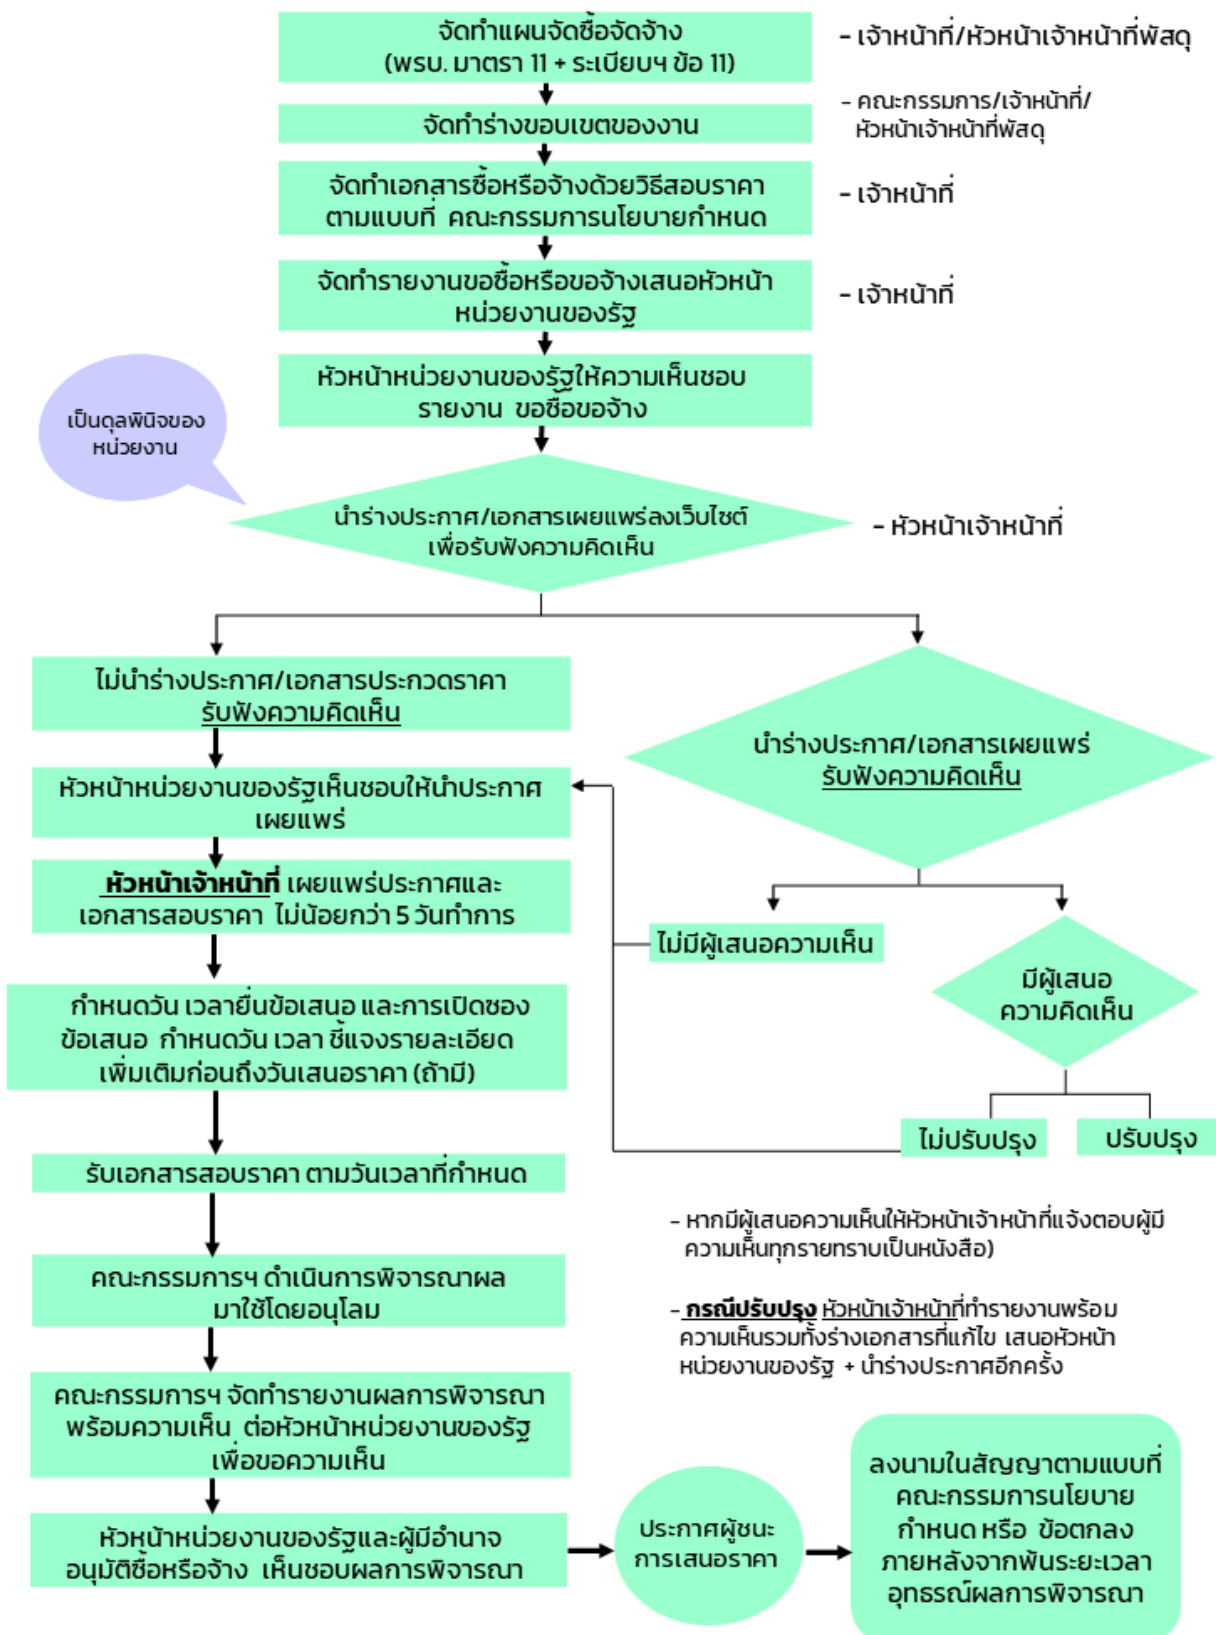 จัดทำแผนจัดซื้อจัดจ้าง
(พรบ. มาตรา 11 + ระเบียบฯ ข้อ 11)
- เจ้าหน้าที่/หัวหน้าเจ้าหน้าที่พัสดุ
จัดทำร่างขอบเขตของงาน
- คณะกรรมการ/เจ้าหน้าที่/
หัวหน้าเจ้าหน้าที่พัสดุ
จัดทำเอกสารซื้อหรือจ้างด้วยวิธีสอบราคา
ตามแบบที่ คณะกรรมการนโยบายกำหนด
- เจ้าหน้าที่
จัดทำรายงานขอซื้อหรือขอจ้างเสนอหัวหน้า
หน่วยงานของรัฐ
- เจ้าหน้าที่
หัวหน้าหน่วยงานของรัฐให้ความเห็นชอบ
รายงาน ขอซื้อขอจ้าง
เป็นดุลพินิจของ
หน่วยงาน
นำร่างประกาศ/เอกสารเผยแพร่ลงเว็บไซต์
เพื่อรับฟังความคิดเห็น
- หัวหน้าเจ้าหน้าที่
ไม่นำร่างประกาศ/เอกสารประกวดราคา
รับฟังความคิดเห็น
นำร่างประกาศ/เอกสารเผยแพร่
รับฟังความคิดเห็น
หัวหน้าหน่วยงานของรัฐเห็นชอบให้นำประกาศ
เผยแพร่
หัวหน้าเจ้าหน้าที่ เผยแพร่ประกาศและ
เอกสารสอบราคา ไม่น้อยกว่า 5 วันทำการ
ไม่มีผู้เสนอความเห็น
มีผู้เสนอ
ความคิดเห็น
กำหนดวัน เวลายื่นข้อเสนอ และการเปิดซอง
ข้อเสนอ กำหนดวัน เวลา ชี้แจงรายละเอียด
เพิ่มเติมก่อนถึงวันเสนอราคา (ถ้ามี)
ไม่ปรับปรุง
ปรับปรุง
รับเอกสารสอบราคา ตามวันเวลาที่กำหนด
- หากมีผู้เสนอความเห็นให้หัวหน้าเจ้าหน้าที่แจ้งตอบผู้มี
ความเห็นทุกรายทราบเป็นหนังสือ)
คณะกรรมการฯ ดำเนินการพิจารณาผล
มาใช้โดยอนุโลม
- กรณีปรับปรุง หัวหน้าเจ้าหน้าที่ทำรายงานพร้อม
ความเห็นรวมทั้งร่างเอกสารที่แก้ไข เสนอหัวหน้า
หน่วยงานของรัฐ + นำร่างประกาศอีกครั้ง
คณะกรรมการฯ จัดทำรายงานผลการพิจารณา
พร้อมความเห็น ต่อหัวหน้าหน่วยงานของรัฐ
เพื่อขอความเห็น
หัวหน้าหน่วยงานของรัฐและผู้มีอำนาจ
อนุมัติซื้อหรือจ้าง เห็นชอบผลการพิจารณา
ประกาศผู้ชนะ
การเสนอราคา
ลงนามในสัญญาตามแบบที่
คณะกรรมการนโยบาย
กำหนด หรือ ข้อตกลง
ภายหลังจากพ้นระยะเวลา
อุทธรณ์ผลการพิจารณา